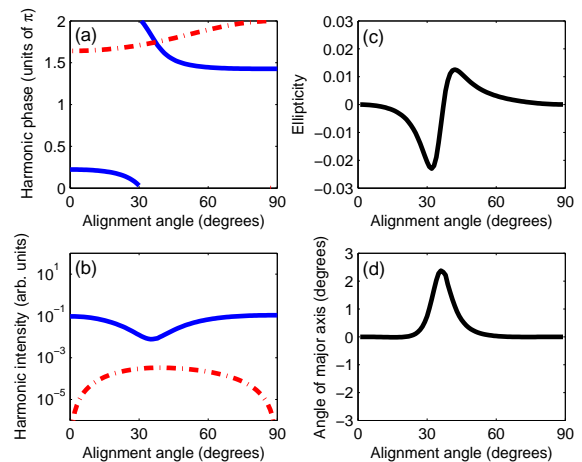 (a)
Harmonic phase (units of π)
2
1.5
1
0.5
0
0 30 60 90
Alignment angle (degrees)
(c)
Ellipticity
0.03
0.02
0.01
0
−0.01
−0.02
−0.03
0 30 60 90
Alignment angle (degrees)
(b)
Harmonic intensity (arb. units)
10^1
10^−1
10^−3
10^−5
0 30 60 90
Alignment angle (degrees)
(d)
Angle of major axis (degrees)
3
2
1
0
−1
−2
−3
0 30 60 90
Alignment angle (degrees)